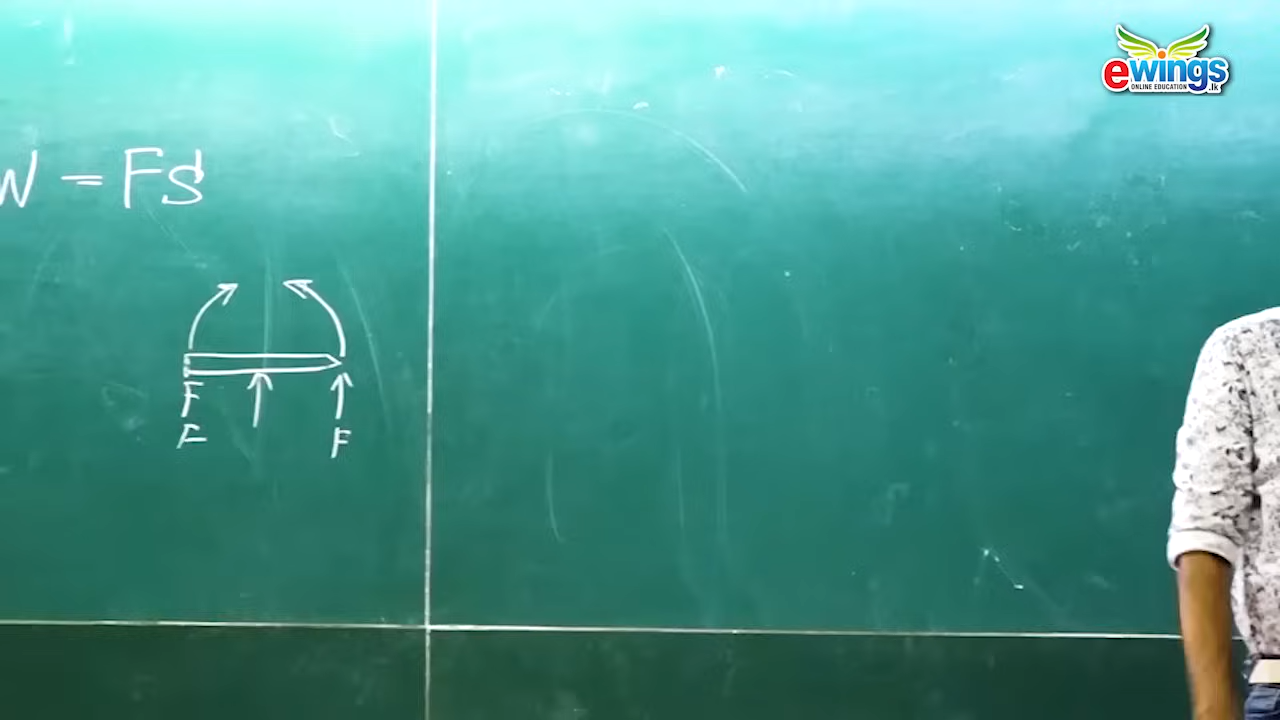 ewings
ONLINE EDUCATION .lk
W = FS
F
F F